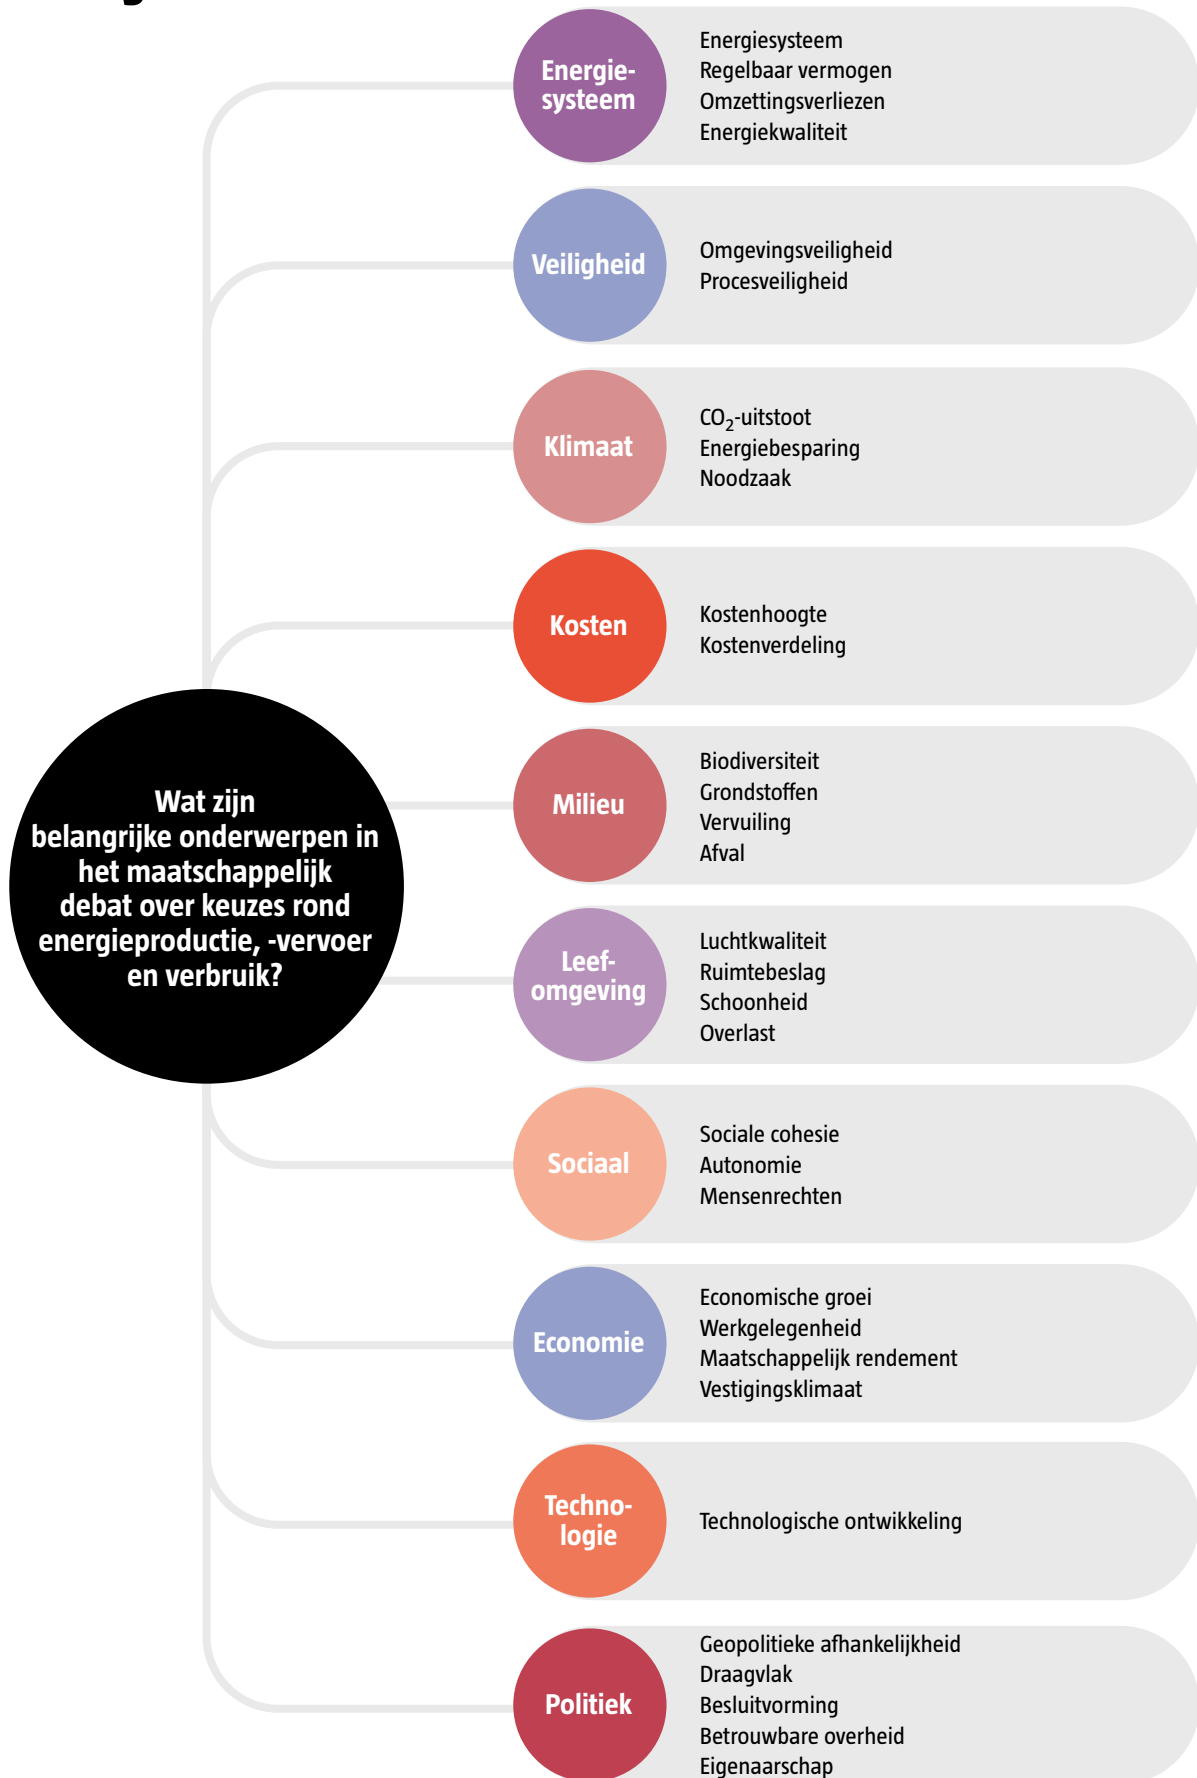 Wat zijn
belangrijke onderwerpen in
het maatschappelijk
debat over keuzes rond
energieproductie, -vervoer
en verbruik?
Energie-
systeem
Energiesysteem
Regelbaar vermogen
Omzettingsverliezen
Energiekwaliteit
Veiligheid
Omgevingsveiligheid
Procesveiligheid
Klimaat
CO₂-uitstoot
Energiebesparing
Noodzaak
Kosten
Kostenhoogte
Kostenverdeling
Milieu
Biodiversiteit
Grondstoffen
Vervuiling
Afval
Leef-
omgeving
Luchtkwaliteit
Ruimtebeslag
Schoonheid
Overlast
Sociaal
Sociale cohesie
Autonomie
Mensenrechten
Economie
Economische groei
Werkgelegenheid
Maatschappelijk rendement
Vestigingsklimaat
Techno-
logie
Technologische ontwikkeling
Politiek
Geopolitieke afhankelijkheid
Draagvlak
Besluitvorming
Betrouwbare overheid
Eigenaarschap